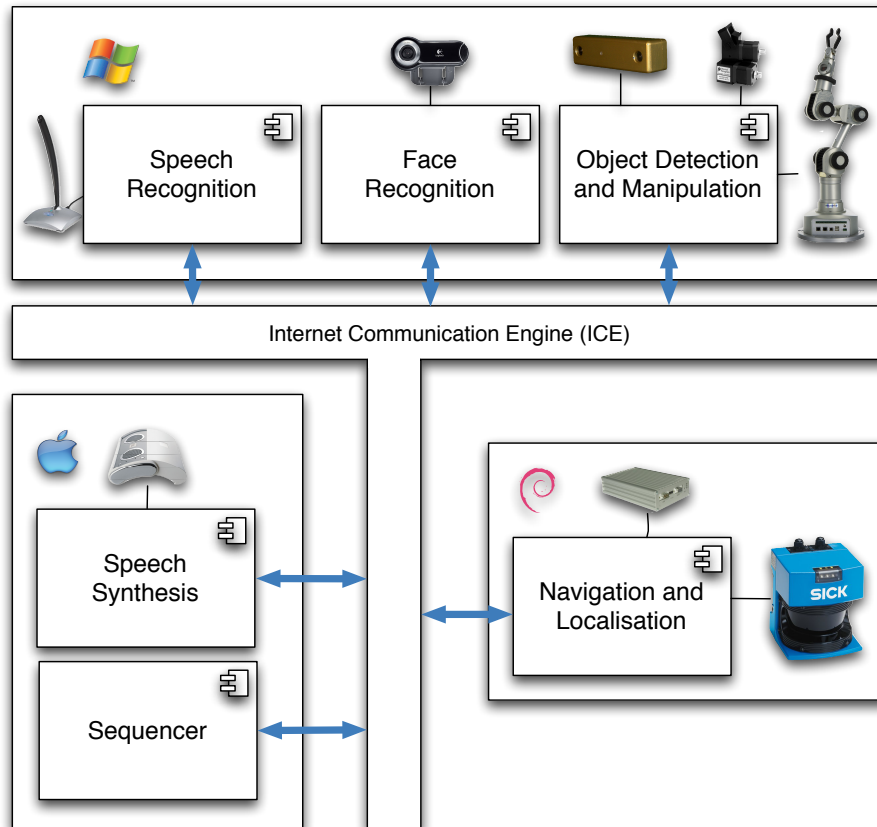 Speech
Recognition
Face
Recognition
Object Detection
and Manipulation
Internet Communication Engine (ICE)
Speech
Synthesis
Navigation and
Localisation
SICK
Sequencer